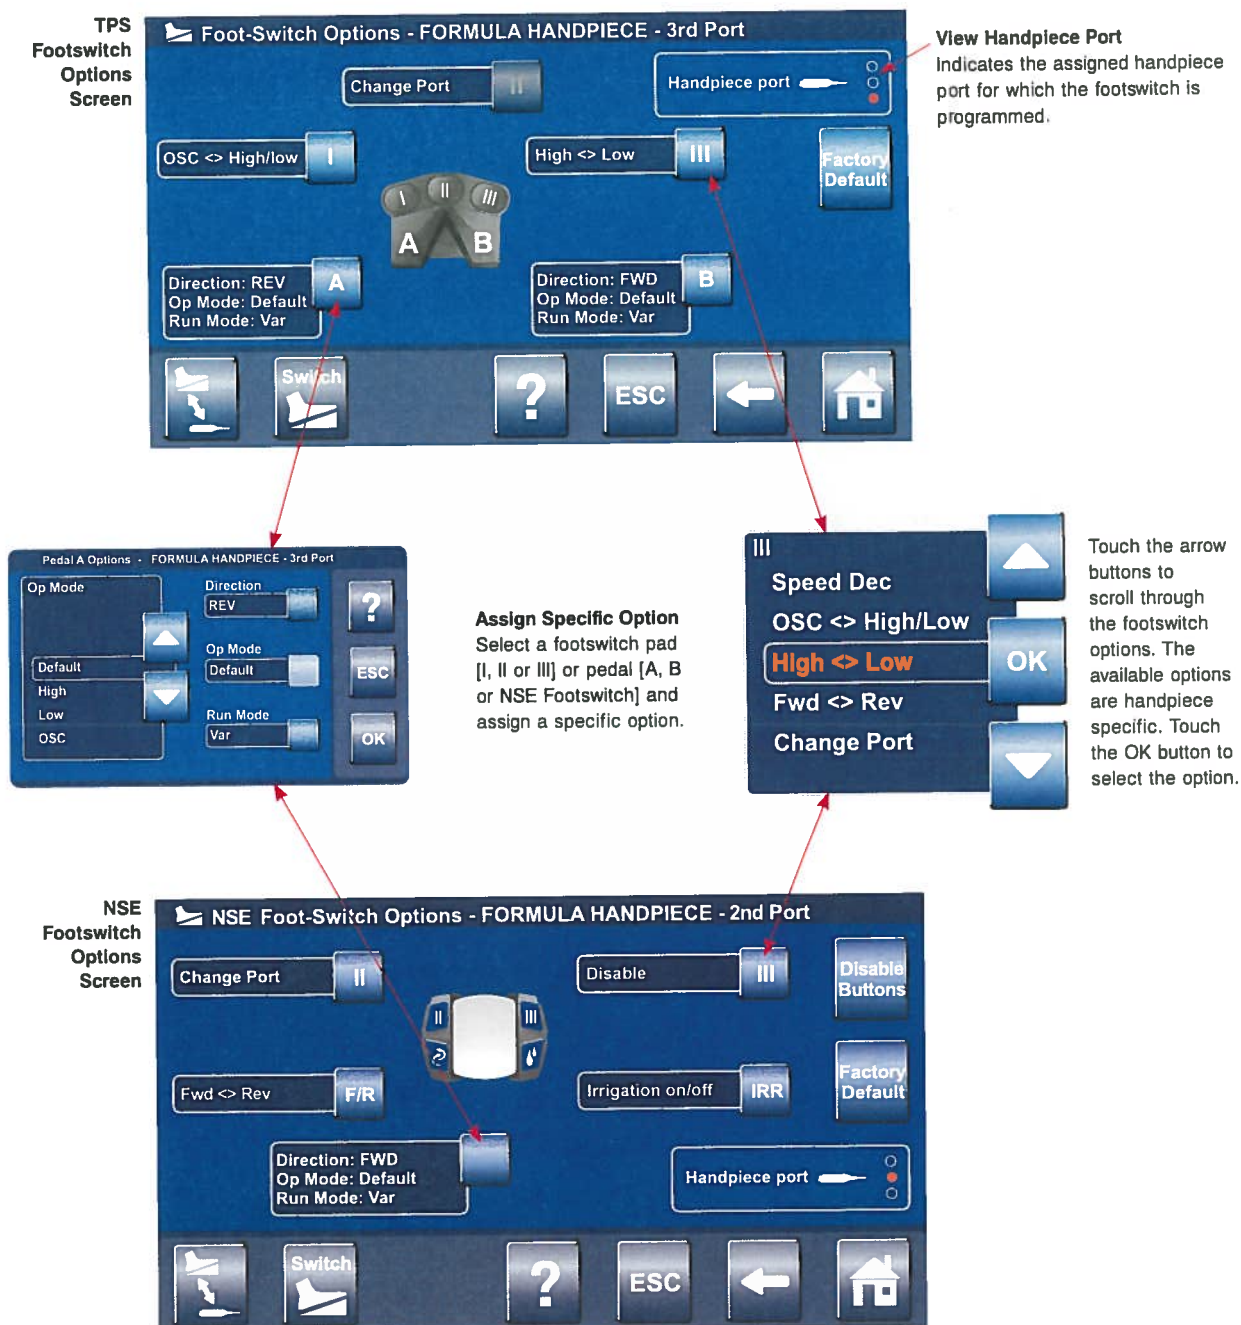 TPS
Footswitch
Options
Screen
Foot-Switch Options - FORMULA HANDPIECE - 3rd Port
Change Port
II
Handpiece port
View Handpiece Port
Indicates the assigned handpiece
port for which the footswitch is
programmed.
OSC <> High/low
I
High <> Low
III
Factory
Default
I
II
III
A
B
Direction: REV
Op Mode: Default
Run Mode: Var
A
Direction: FWD
Op Mode: Default
Run Mode: Var
B
Switch
?
ESC
Pedal A Options - FORMULA HANDPIECE - 3rd Port
Op Mode
Default
High
Low
OSC
Direction
REV
Op Mode
Default
Run Mode
Var
?
ESC
OK
Assign Specific Option
Select a footswitch pad
[I, II or III] or pedal [A, B
or NSE Footswitch] and
assign a specific option.
III
Speed Dec
OSC <> High/Low
High <> Low
Fwd <> Rev
Change Port
OK
Touch the arrow
buttons to
scroll through
the footswitch
options. The
available options
are handpiece
specific. Touch
the OK button to
select the option.
NSE
Footswitch
Options
Screen
NSE Foot-Switch Options - FORMULA HANDPIECE - 2nd Port
Change Port
II
Disable
III
Disable
Buttons
II
III
Fwd <> Rev
F/R
Irrigation on/off
IRR
Factory
Default
Direction: FWD
Op Mode: Default
Run Mode: Var
Handpiece port
Switch
?
ESC